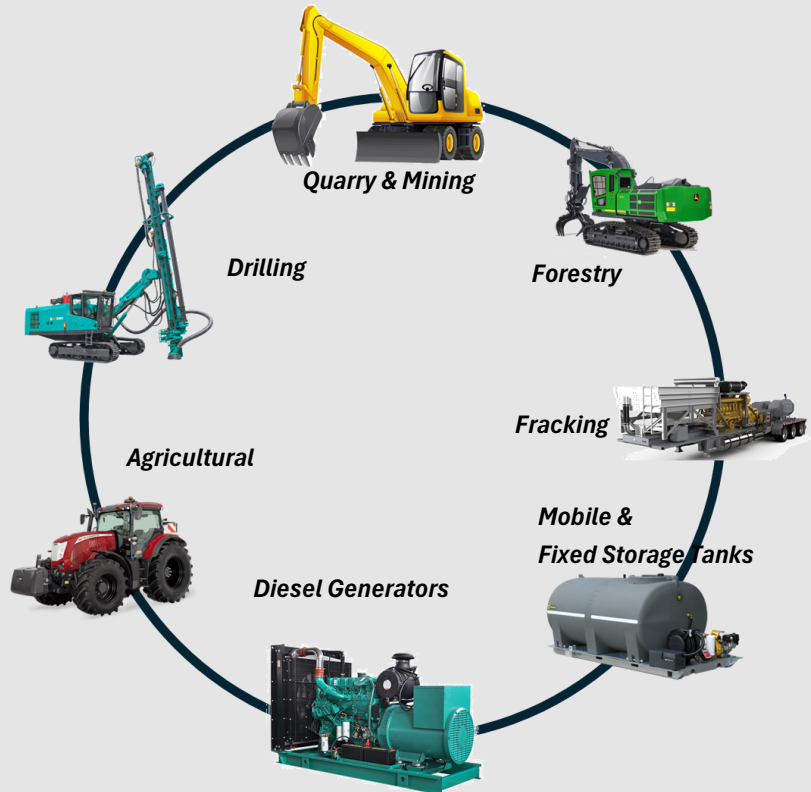 Quarry & Mining
Drilling
Forestry
Fracking
Agricultural
Mobile &
Fixed Storage Tanks
Diesel Generators